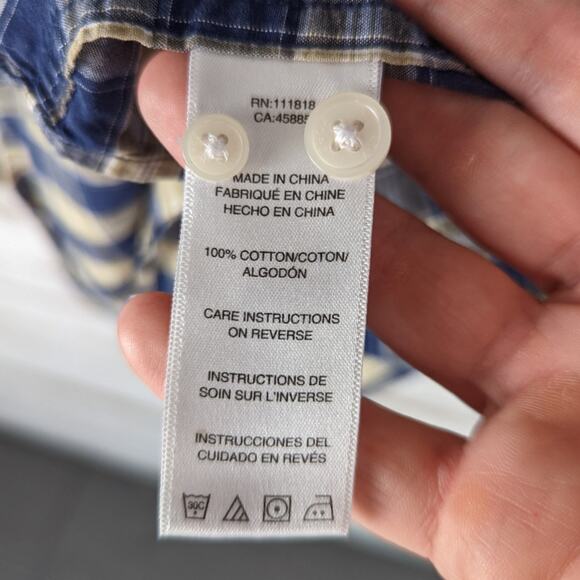 RN:111818
MADE IN CHINA
FABRIQUÉ EN CHINE
HECHO EN CHINA
100% COTTON/COTON/
ALGODÓN
CARE INSTRUCTIONS
ON REVERSE
INSTRUCTIONS DE
SOIN SUR L'INVERSE
INSTRUCCIONES DEL
CUIDADO EN REVÉS
30C